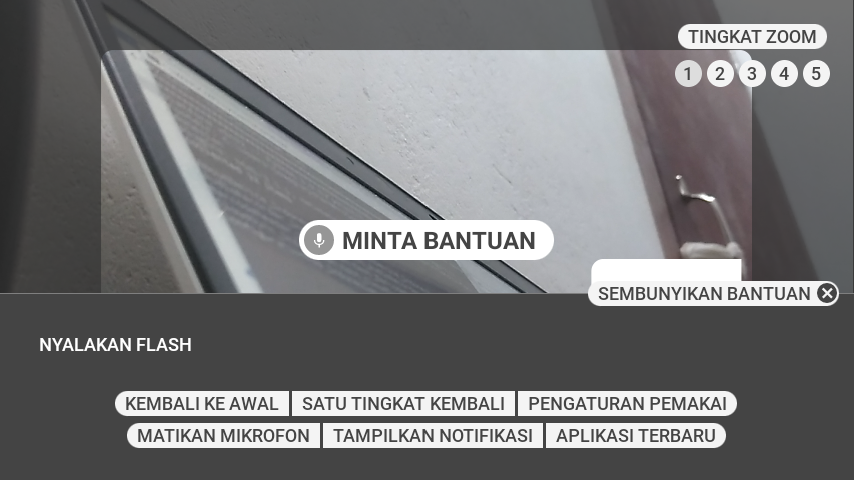 TINGKAT ZOOM
1 2 3 4 5
MINTA BANTUAN
SEMBUNYIKAN BANTUAN
NYALAKAN FLASH
KEMBALI KE AWAL SATU TINGKAT KEMBALI PENGATURAN PEMAKAI
MATIKAN MIKROFON TAMPILKAN NOTIFIKASI APLIKASI TERBARU